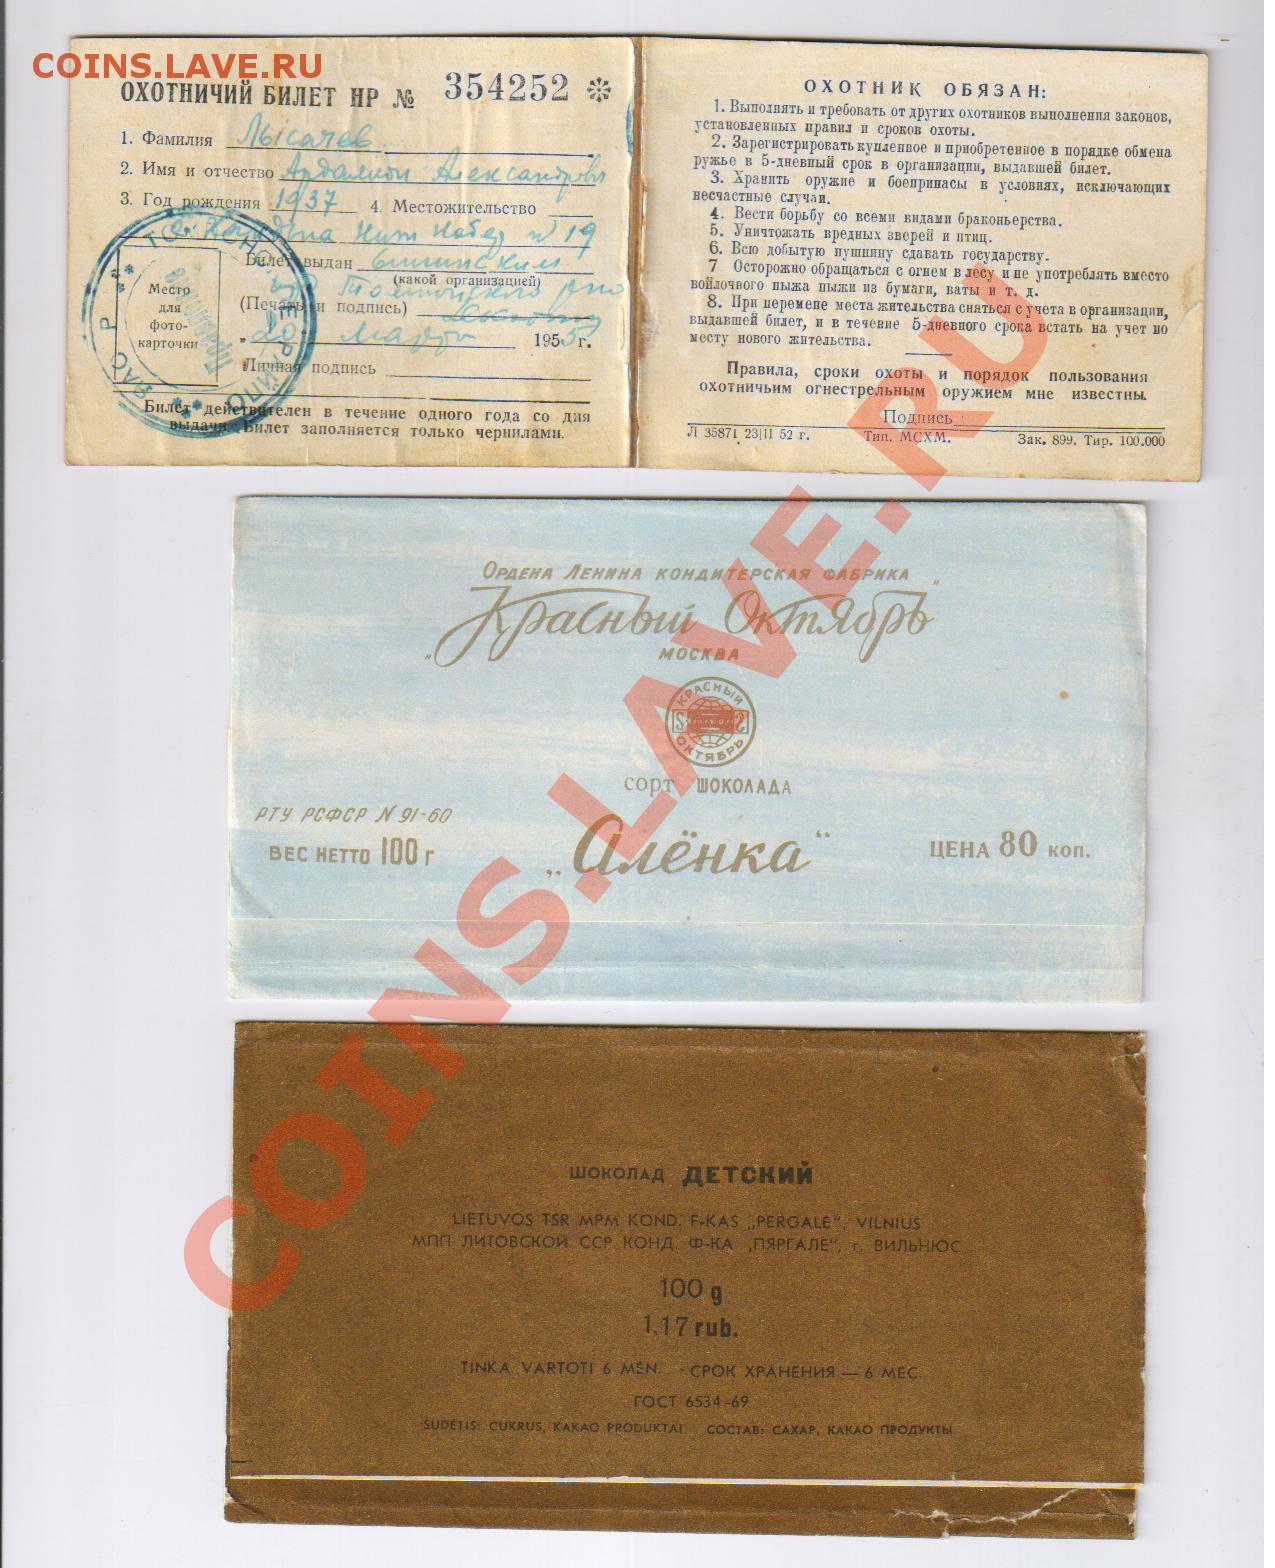 COINS.LAVE.RU
ОХОТНИЧИЙ БИЛЕТ НР № 354252
1. Фамилия Лысачев
2. Имя и отчество Ардалион Александрови
3. Год рождения 1937 4. Местожительство
N 19
Билет выдан
(какой организацией)
(Печать и подпись)
Место
для
фото-
карточки
"20" марта 1955 г.
Личная подпись
Билет действителен в течение одного года со дня
выдачи. Билет заполняется только чернилами.
ОХОТНИК ОБЯЗАН:
1. Выполнять и требовать от других охотников выполнения законов,
установленных правил и сроков охоты.
2. Зарегистрировать купленное и приобретенное в порядке обмена
ружье в 5-дневный срок в организации, выдавшей билет.
3. Хранить оружие и боеприпасы в условиях, исключающих
несчастные случаи.
4. Вести борьбу со всеми видами браконьерства.
5. Уничтожать вредных зверей и птиц.
6. Всю добытую пушнину сдавать государству.
7 Осторожно обращаться с огнем в лесу и не употреблять вместо
войлочного пыжа пыжи из бумаги, ваты и т. д.
8. При перемене места жительства сняться с учета в организации,
выдавшей билет, и в течение 5-дневного срока встать на учет по
месту нового жительства.
Правила, сроки охоты и порядок пользования
охотничьим огнестрельным оружием мне известны.
Подпись
Л 35871 23|II 52 г. Тип. МСХМ. Зак. 899. Тир. 100.000
ОРДЕНА ЛЕНИНА КОНДИТЕРСКАЯ ФАБРИКА
„Красный Октябрь"
МОСКВА
КРАСНЫЙ
ОКТЯБРЬ
СОРТ ШОКОЛАДА
РТУ РСФСР N 91-60
ВЕС НЕТТО 100 Г
„Алёнка“
ЦЕНА 80 КОП.
ШОКОЛАД ДЕТСКИЙ
LIETUVOS TSR MPM KOND. F-KAS „PERGALĖ“, VILNIUS
МПП ЛИТОВСКОЙ ССР КОНД. Ф-КА „ПЯРГАЛЕ“, г. ВИЛЬНЮС
100 g
1,17 rub.
TINKA VARTOTI 6 MĖN. - СРОК ХРАНЕНИЯ — 6 МЕС.
ГОСТ 6534-69
SUDĖTIS: CUKRUS, KAKAO PRODUKTAI СОСТАВ: САХАР, КАКАО ПРОДУКТЫ
COINS.LAVE.RU